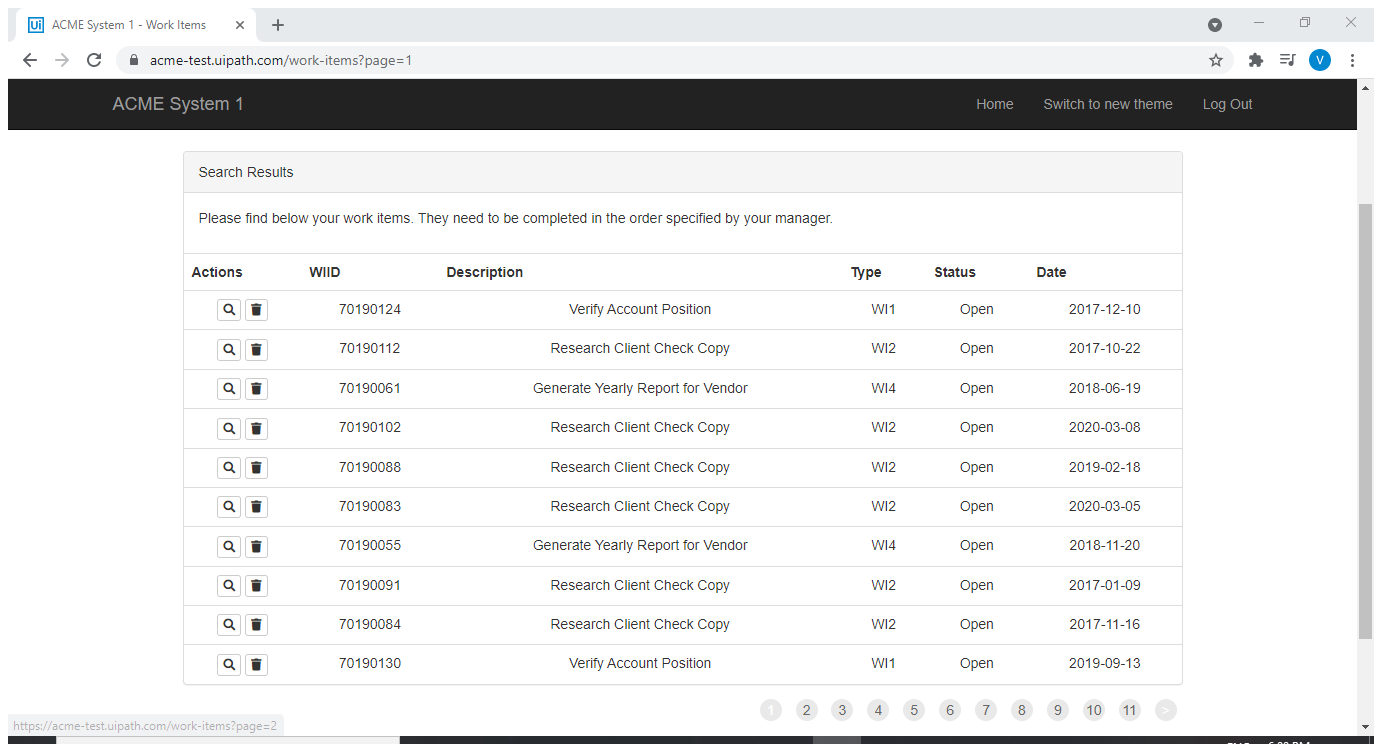 Ui ACME System 1 - Work Items
acme-test.uipath.com/work-items?page=1
V
ACME System 1 Home Switch to new theme Log Out
Search Results
Please find below your work items. They need to be completed in the order specified by your manager.
Actions WIID Description Type Status Date
70190124 Verify Account Position WI1 Open 2017-12-10
70190112 Research Client Check Copy WI2 Open 2017-10-22
70190061 Generate Yearly Report for Vendor WI4 Open 2018-06-19
70190102 Research Client Check Copy WI2 Open 2020-03-08
70190088 Research Client Check Copy WI2 Open 2019-02-18
70190083 Research Client Check Copy WI2 Open 2020-03-05
70190055 Generate Yearly Report for Vendor WI4 Open 2018-11-20
70190091 Research Client Check Copy WI2 Open 2017-01-09
70190084 Research Client Check Copy WI2 Open 2017-11-16
70190130 Verify Account Position WI1 Open 2019-09-13
1 2 3 4 5 6 7 8 9 10 11 >
https://acme-test.uipath.com/work-items?page=2